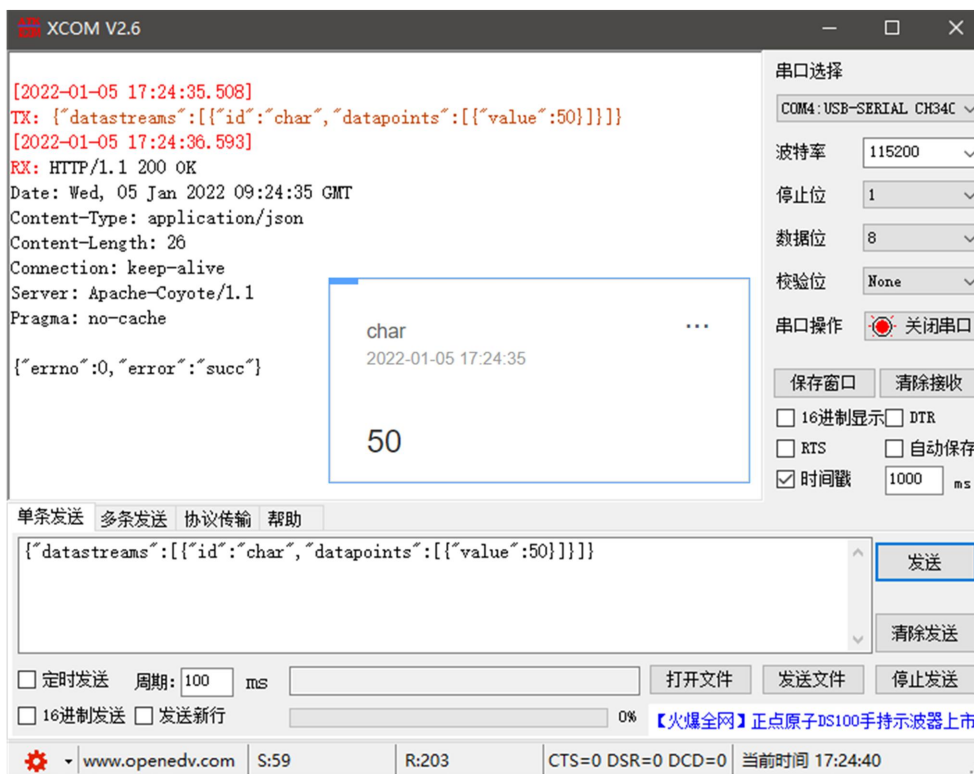 XCOM V2.6
[2022-01-05 17:24:35.508]
TX: {"datastreams":[{"id":"char","datapoints":[{"value":50}]}]}
[2022-01-05 17:24:36.593]
RX: HTTP/1.1 200 OK
Date: Wed, 05 Jan 2022 09:24:35 GMT
Content-Type: application/json
Content-Length: 26
Connection: keep-alive
Server: Apache-Coyote/1.1
Pragma: no-cache
{"errno":0,"error":"succ"}
char
...
2022-01-05 17:24:35
50
串口选择
COM4:USB-SERIAL CH340
波特率 115200
停止位 1
数据位 8
校验位 None
串口操作 关闭串口
保存窗口 清除接收
16进制显示 DTR
RTS 自动保存
时间戳 1000 ms
单条发送 多条发送 协议传输 帮助
{"datastreams":[{"id":"char","datapoints":[{"value":50}]}]}
发送
清除发送
定时发送 周期: 100 ms 打开文件 发送文件 停止发送
16进制发送 发送新行 0% 【火爆全网】正点原子DS100手持示波器上市
www.openedv.com S:59 R:203 CTS=0 DSR=0 DCD=0 当前时间 17:24:40